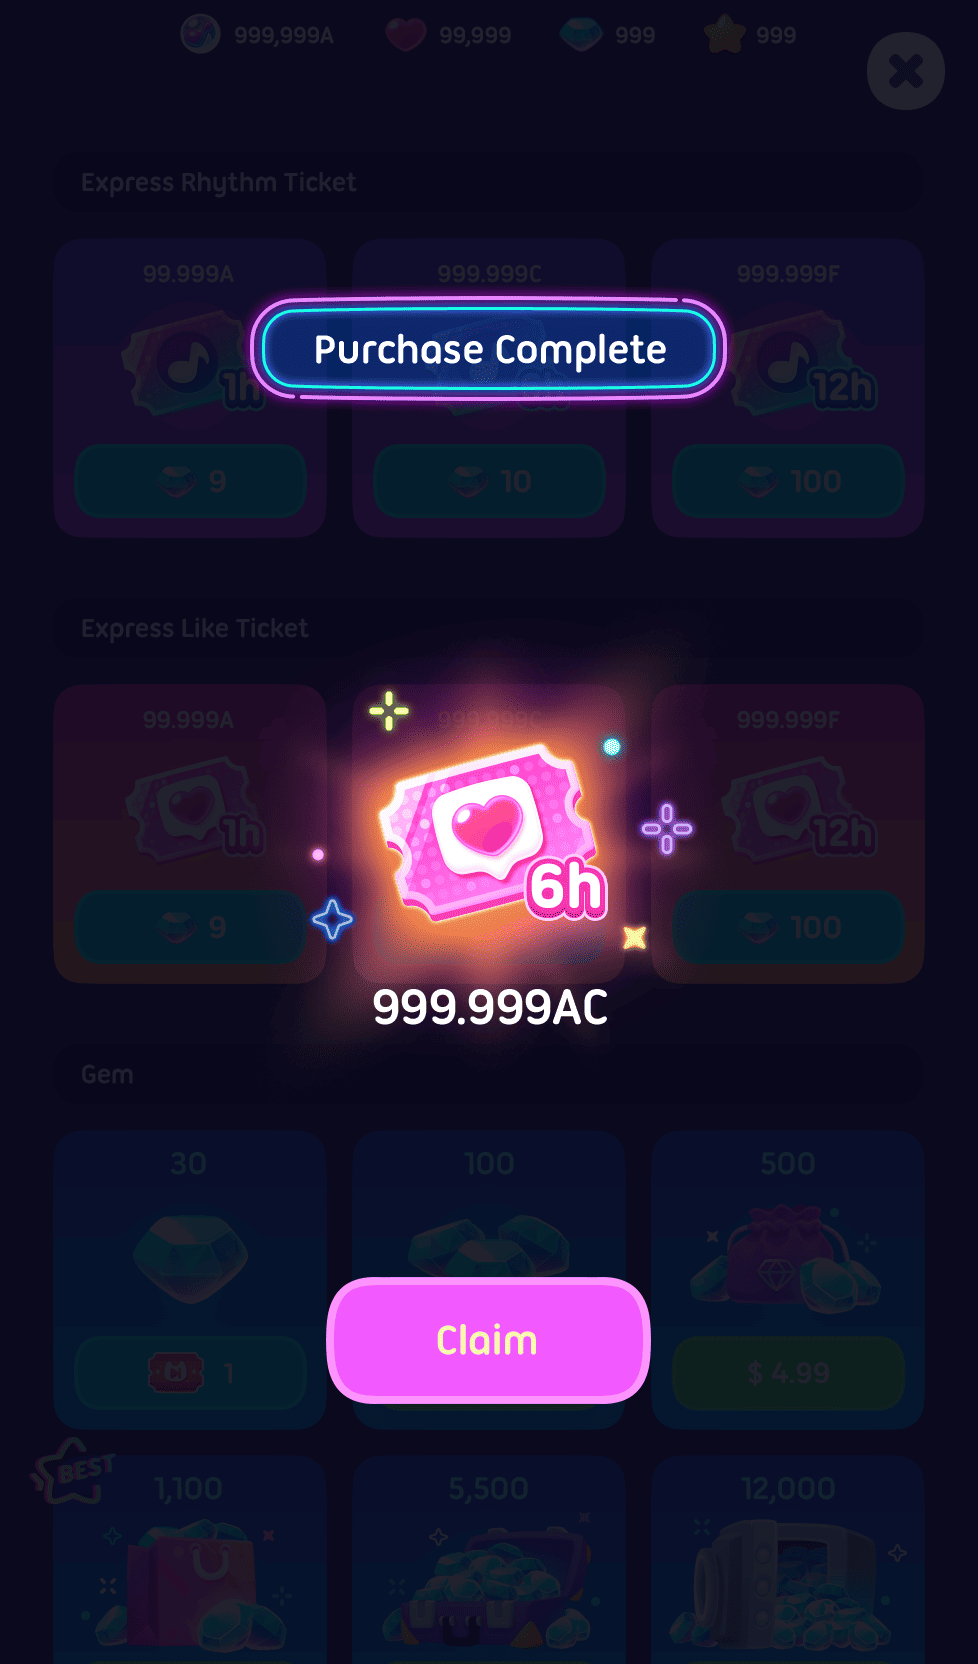 999,999A 99,999 999 999
Express Rhythm Ticket
99.999A 999.999C 999.999F
Purchase Complete
1h 6h 12h
9 10 100
Express Like Ticket
99.999A 999.999C 999.999F
1h 6h 12h
9 100
999.999AC
Gem
30 100 500
Claim
1 $ 4.99
BEST
1,100 5,500 12,000